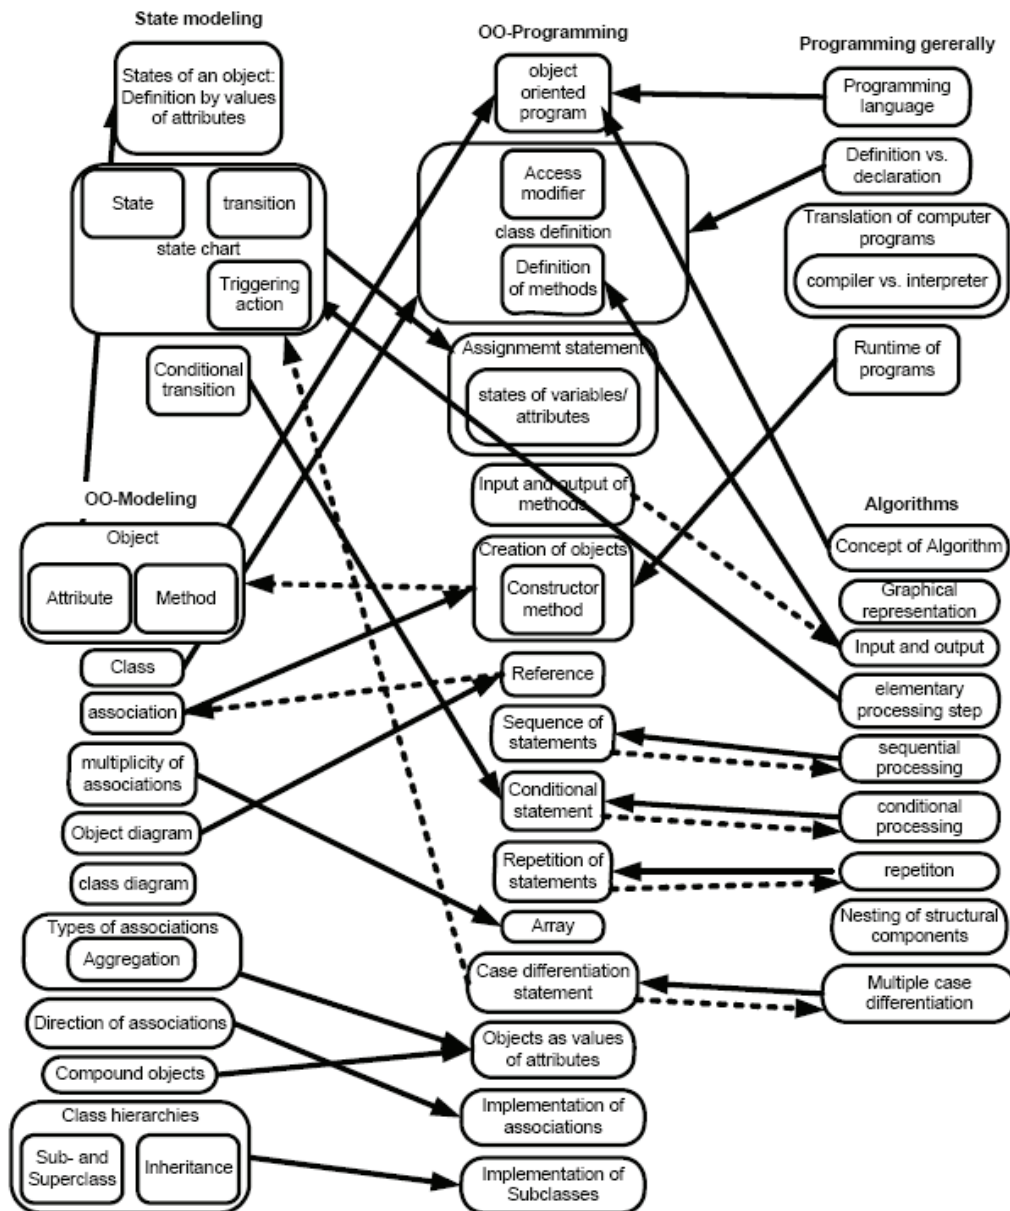 State modeling
States of an object:
Definition by values
of attributes
State
transition
state chart
Triggering
action
Conditional
transition
OO-Modeling
Object
Attribute
Method
Class
association
multiplicity of
associations
Object diagram
class diagram
Types of associations
Aggregation
Direction of associations
Compound objects
Class hierarchies
Sub- and
Superclass
Inheritance
OO-Programming
object
oriented
program
Access
modifier
class definition
Definition
of methods
Assignemt statement
states of variables/
attributes
Input and output of
methods
Creation of objects
Constructor
method
Reference
Sequence of
statements
Conditional
statement
Repetition of
statements
Array
Case differentiation
statement
Objects as values
of attributes
Implementation of
associations
Implementation of
Subclasses
Programming gererally
Programming
language
Definition vs.
declaration
Translation of computer
programs
compiler vs. interpreter
Runtime of
programs
Algorithms
Concept of Algorithm
Graphical
representation
Input and output
elementary
processing step
sequential
processing
conditional
processing
repetiton
Nesting of structural
components
Multiple case
differentiation